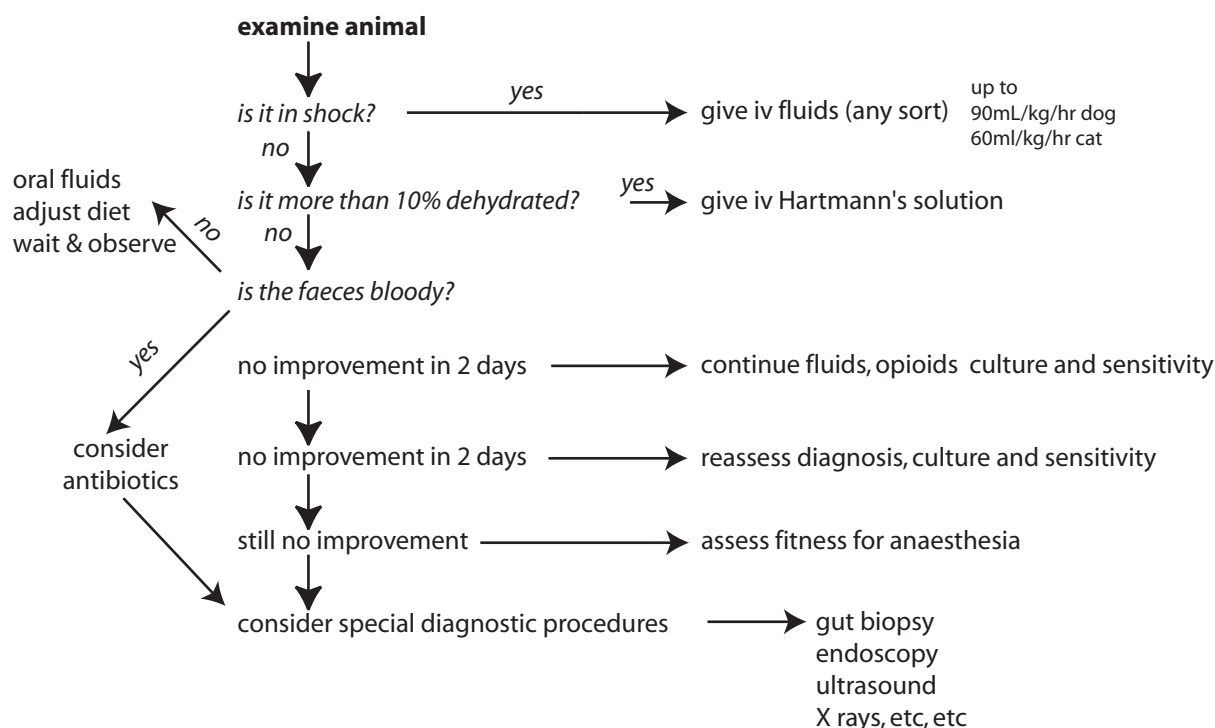 examine animal
is it in shock?
yes
give iv fluids (any sort)
up to
90mL/kg/hr dog
60ml/kg/hr cat
no
oral fluids
adjust diet
wait & observe
is it more than 10% dehydrated?
yes
give iv Hartmann's solution
no
no
is the faeces bloody?
yes
no improvement in 2 days
continue fluids, opioids culture and sensitivity
consider
antibiotics
no improvement in 2 days
reassess diagnosis, culture and sensitivity
still no improvement
assess fitness for anaesthesia
consider special diagnostic procedures
gut biopsy
endoscopy
ultrasound
X rays, etc, etc